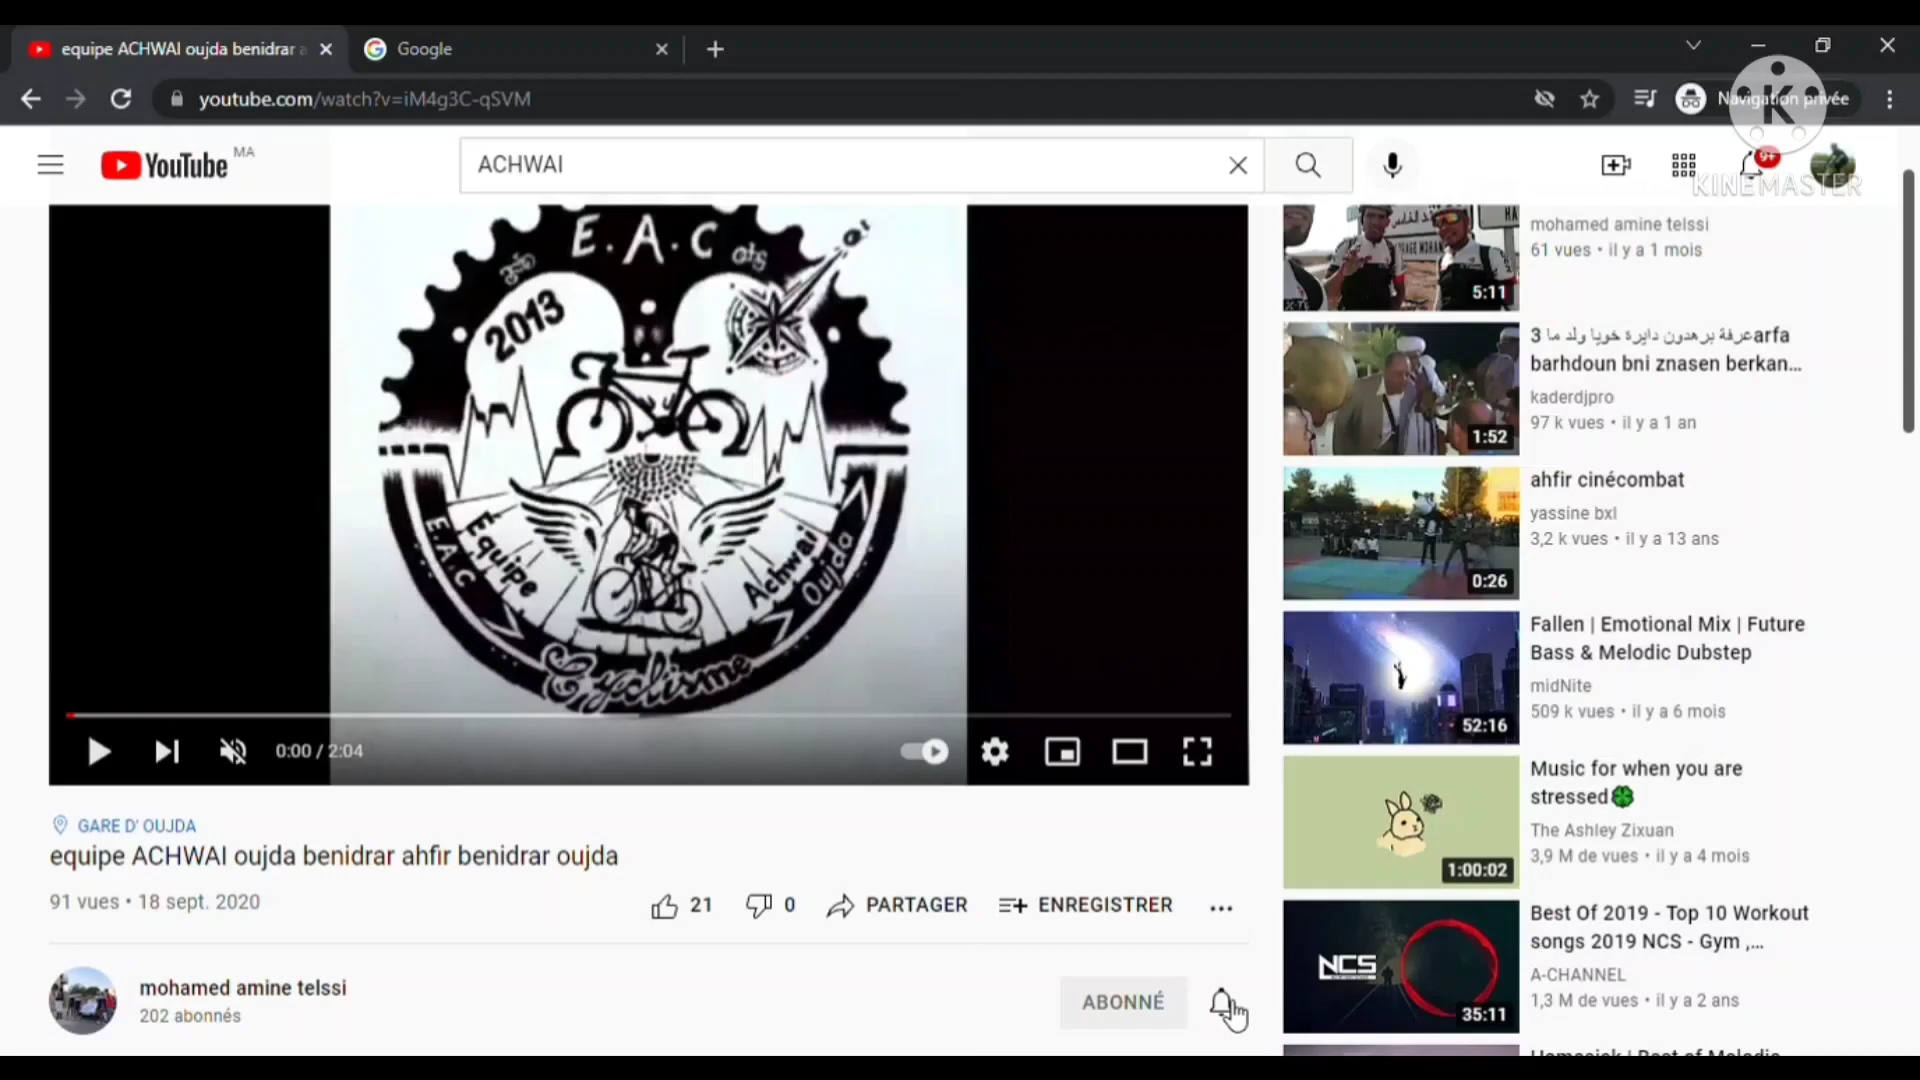 equipe ACHWAI oujda benidrar a
Google
youtube.com/watch?v=iM4g3C-qSVM
Navigation privée
K
KINEMASTER
YouTube MA
ACHWAI
9+
E.A.C
2013
Équipe
Achwai
E.A.C
Oujda
Cyclisme
0:00 / 2:04
GARE D' OUJDA
equipe ACHWAI oujda benidrar ahfir benidrar oujda
91 vues • 18 sept. 2020
21
0
PARTAGER
ENREGISTRER
mohamed amine telssi
202 abonnés
ABONNÉ
mohamed amine telssi
61 vues • il y a 1 mois
5:11
عرفة برهدون دايرة خويا ولد ما 3arfa
barhdoun bni znasen berkan...
kaderdjpro
97 k vues • il y a 1 an
1:52
ahfir cinécombat
yassine bxl
3,2 k vues • il y a 13 ans
0:26
Fallen | Emotional Mix | Future
Bass & Melodic Dubstep
midNite
509 k vues • il y a 6 mois
52:16
Music for when you are
stressed🍀
The Ashley Zixuan
3,9 M de vues • il y a 4 mois
1:00:02
Best Of 2019 - Top 10 Workout
songs 2019 NCS - Gym ,...
A-CHANNEL
1,3 M de vues • il y a 2 ans
NCS
35:11